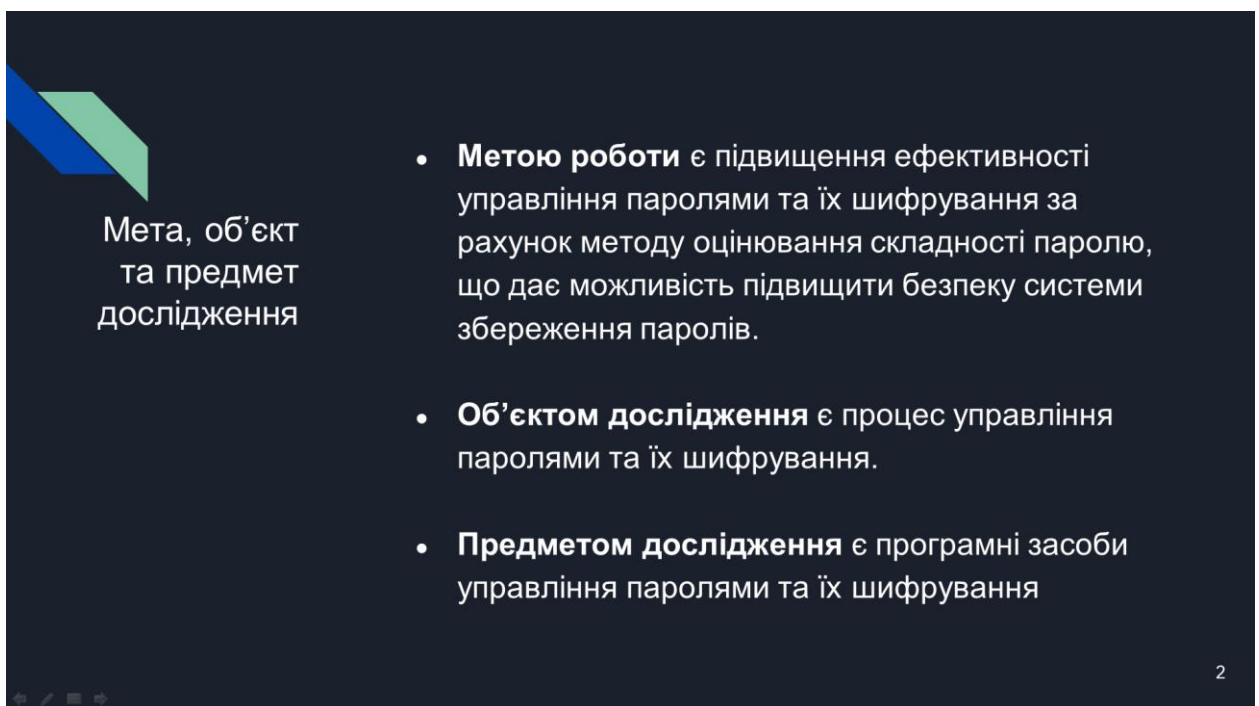 Мета, об’єкт
та предмет
дослідження
● Метою роботи є підвищення ефективності
управління паролями та їх шифрування за
рахунок методу оцінювання складності паролю,
що дає можливість підвищити безпеку системи
збереження паролів.
● Об’єктом дослідження є процес управління
паролями та їх шифрування.
● Предметом дослідження є програмні засоби
управління паролями та їх шифрування
2